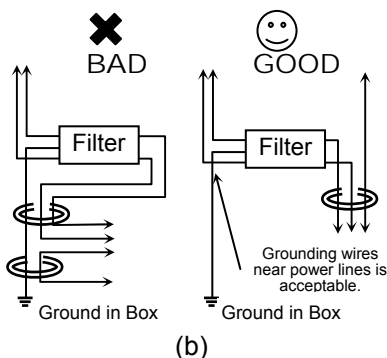 BAD
GOOD
Filter
Filter
Grounding wires
near power lines is
acceptable.
Ground in Box
Ground in Box
(b)